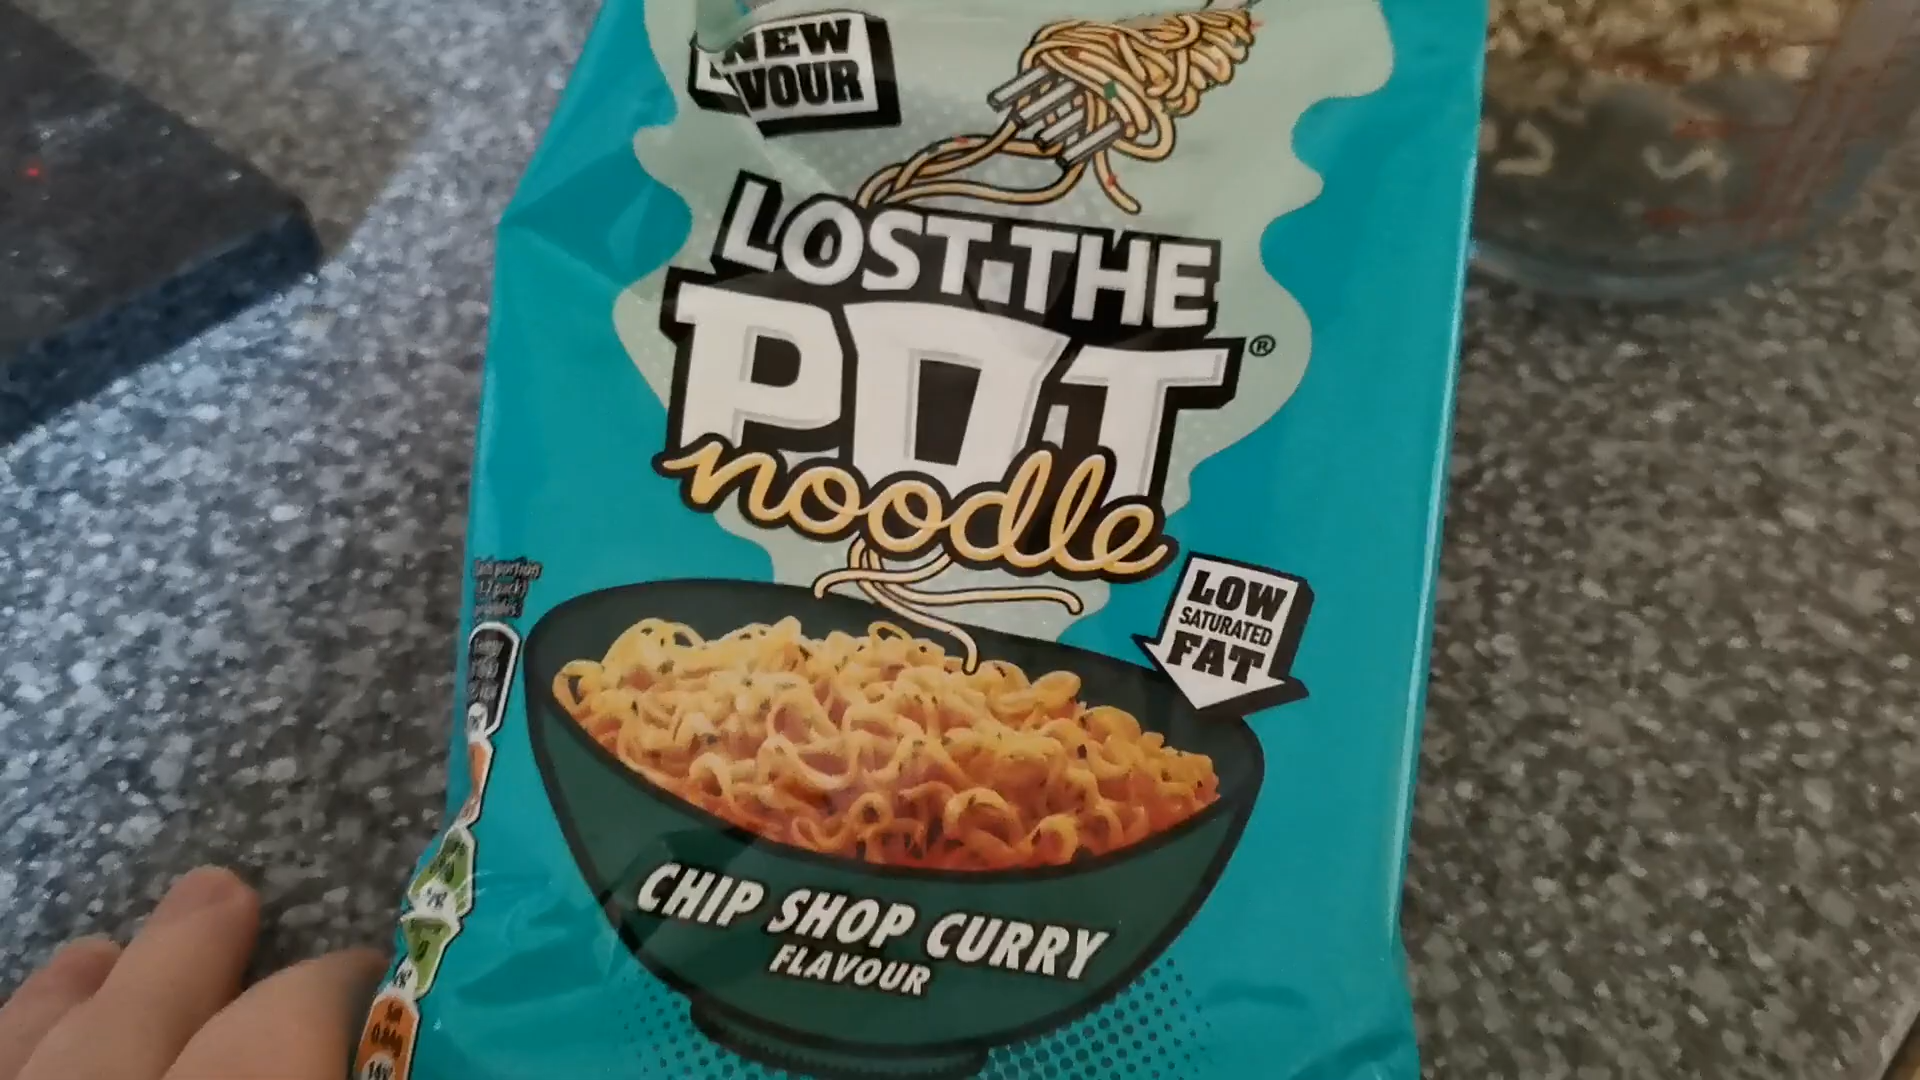 NEW
VOUR
LOST THE
POT®
noodle
LOW
SATURATED
FAT
CHIP SHOP CURRY
FLAVOUR